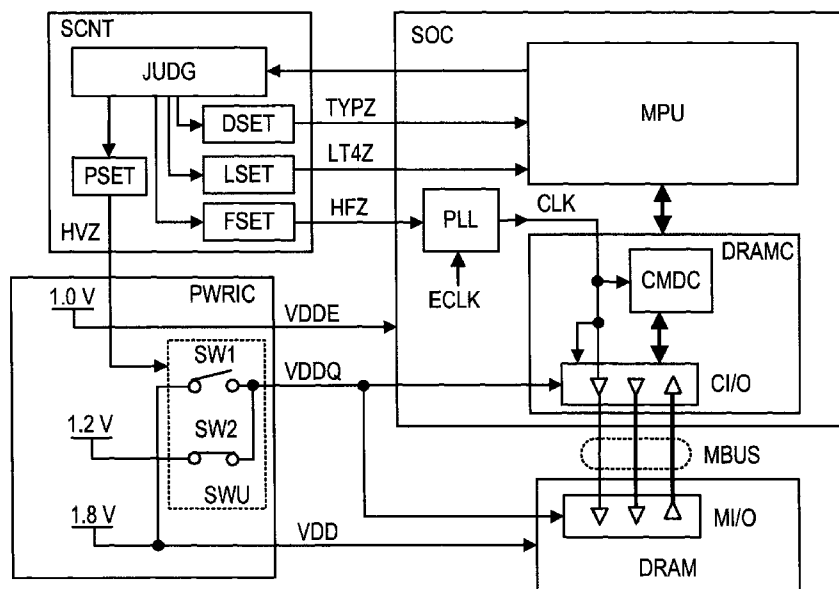 SCNT
JUDG
DSET
TYPZ
LSET
LT4Z
PSET
FSET
HFZ
HVZ
SOC
MPU
PLL
CLK
ECLK
DRAMC
CMDC
CI/O
PWRIC
1.0 V
VDDE
SW1
VDDQ
1.2 V
SW2
SWU
1.8 V
VDD
MBUS
MI/O
DRAM